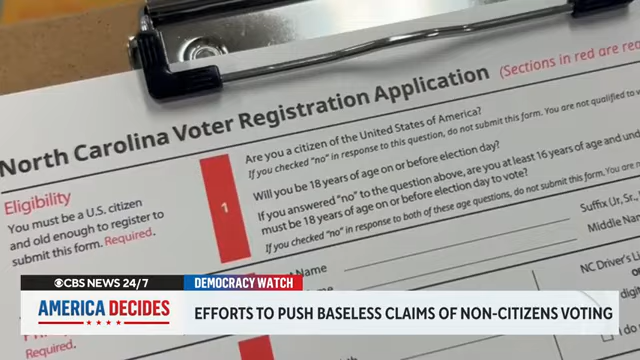 North Carolina Voter Registration Application (Sections in red are
Eligibility
You must be a U.S. citizen
and old enough to register to
submit this form. Required.
1
Are you a citizen of the United States of America?
If you checked "no" in response to this question, do not submit this form. You are not qualified to
Will you be 18 years of age on or before election day?
If you answered "no" to the question above, are you at least 16 years of age and
must be 18 years of age on or before election day to vote?
If you checked "no" in response to both of these age questions, do not submit this form. You are
Name
Suffix (Jr, Sr.,
Middle
NC Driver's
I do
Required.
CBS NEWS 24/7
DEMOCRACY WATCH
AMERICA DECIDES
EFFORTS TO PUSH BASELESS CLAIMS OF NON-CITIZENS VOTING